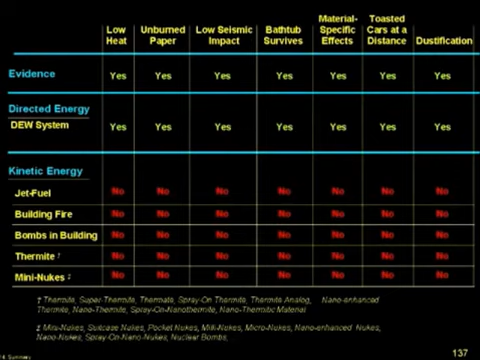 Low Heat Unburned Paper Low Seismic Impact Bathtub Survives Material-Specific Effects Toasted Cars at a Distance Dustification
Evidence Yes Yes Yes Yes Yes Yes Yes
Directed Energy
DEW System Yes Yes Yes Yes Yes Yes Yes
Kinetic Energy
Jet-Fuel No No No No No No No
Building Fire No No No No No No No
Bombs in Building No No No No No No No
Thermite † No No No No No No No
Mini-Nukes ‡ No No No No No No No
† Thermite, Super-Thermite, Thermate, Spray-On Thermite, Thermite Analog, Nano-enhanced
Thermite, Nano-Thermite, Spray-On-Nanothermite, Nano-Thermitic Material
‡ Mini-Nukes, Suitcase Nukes, Pocket Nukes, Milli-Nukes, Micro-Nukes, Nano-enhanced Nukes,
Nano-Nukes, Spray-On-Nano-Nukes, Nuclear Bombs,
Summary
137